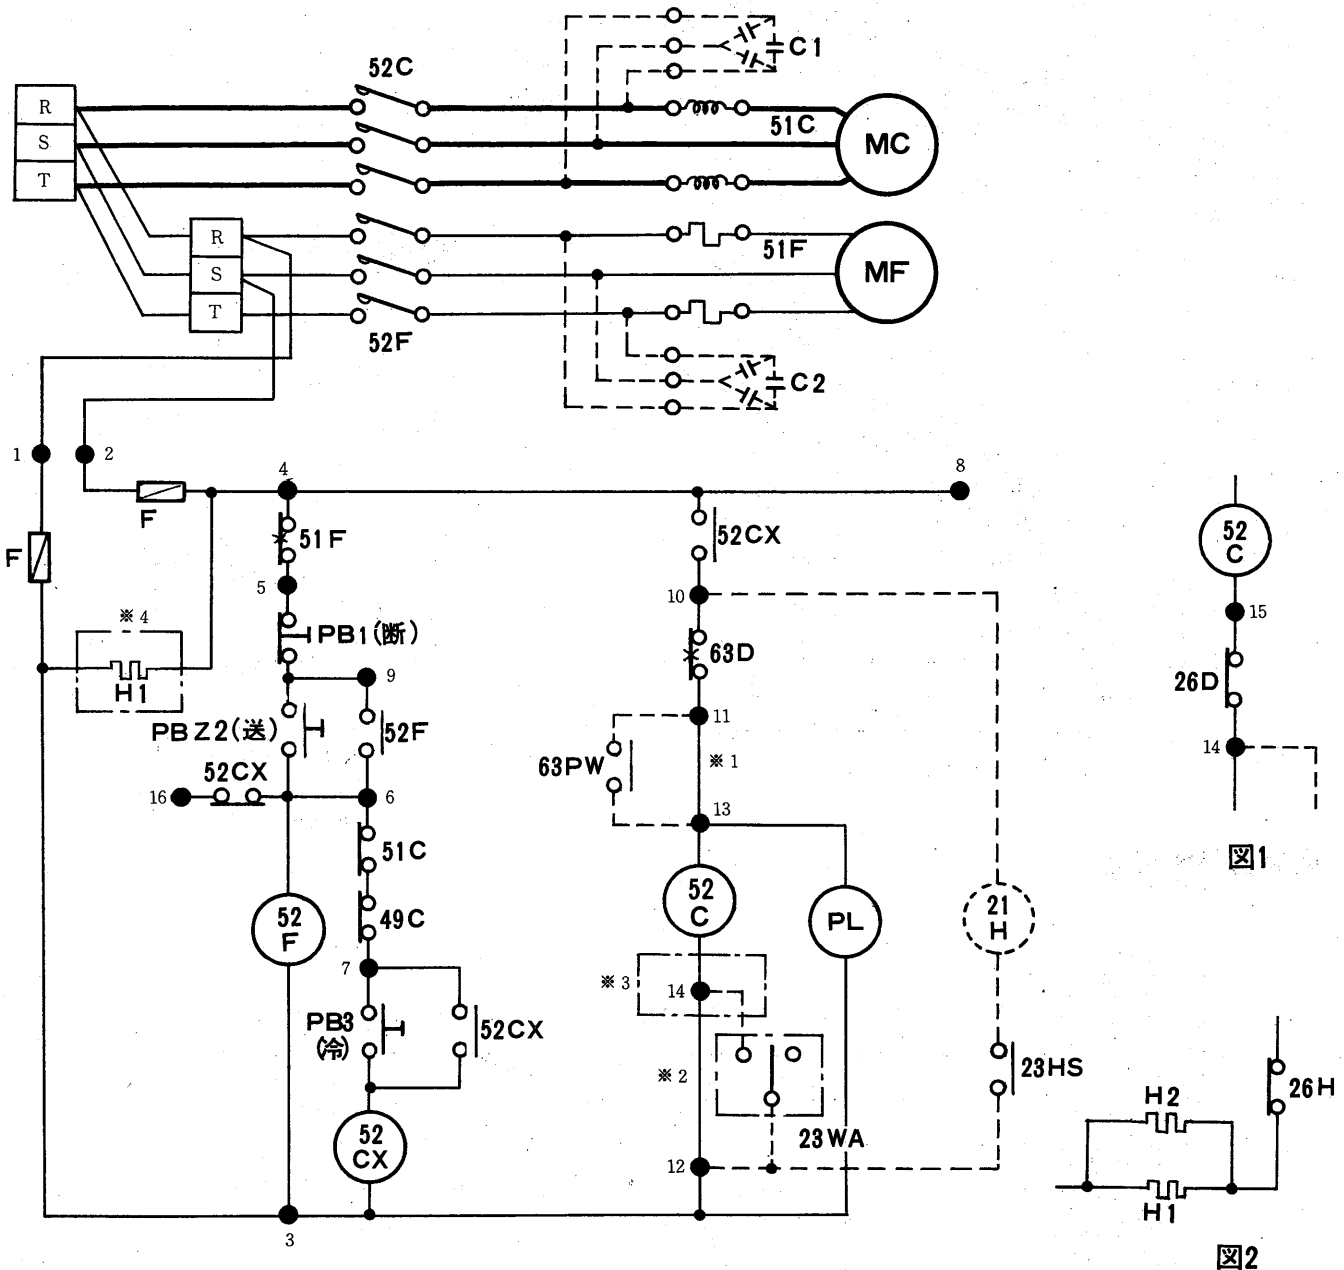 C1
52C
R
S
T
51C
MC
R
S
T
51F
MF
52F
C2
1
2
4
8
F
F
51F
52CX
52
C
5
10
15
※4
PB1(断)
63D
26D
H1
9
11
14
PBZ2(送)
52F
63PW
※1
52CX
16
6
13
51C
図1
52
F
49C
52
C
PL
21
H
7
※3
14
PB3
(冷)
52CX
※2
23HS
H2
26H
23WA
52
CX
12
H1
3
図2